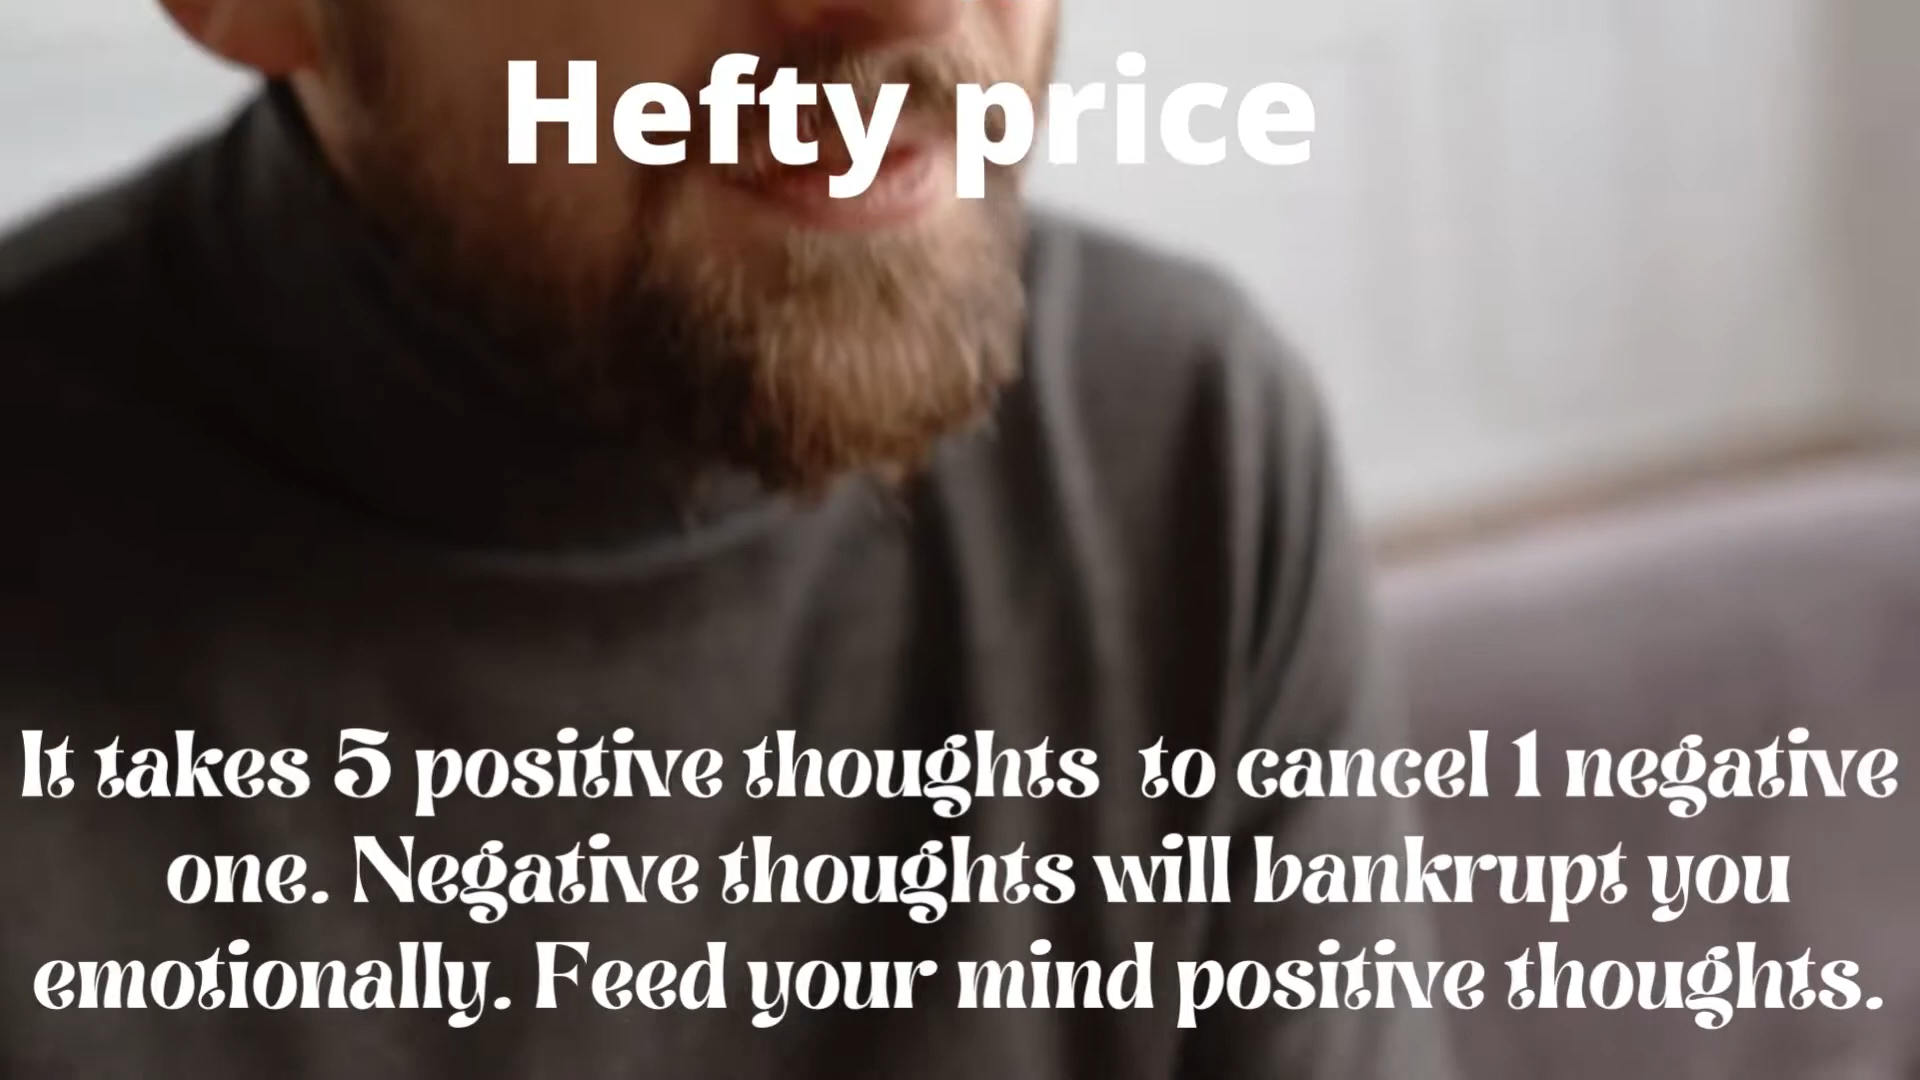 Hefty price
It takes 5 positive thoughts to cancel 1 negative
one. Negative thoughts will bankrupt you
emotionally. Feed your mind positive thoughts.